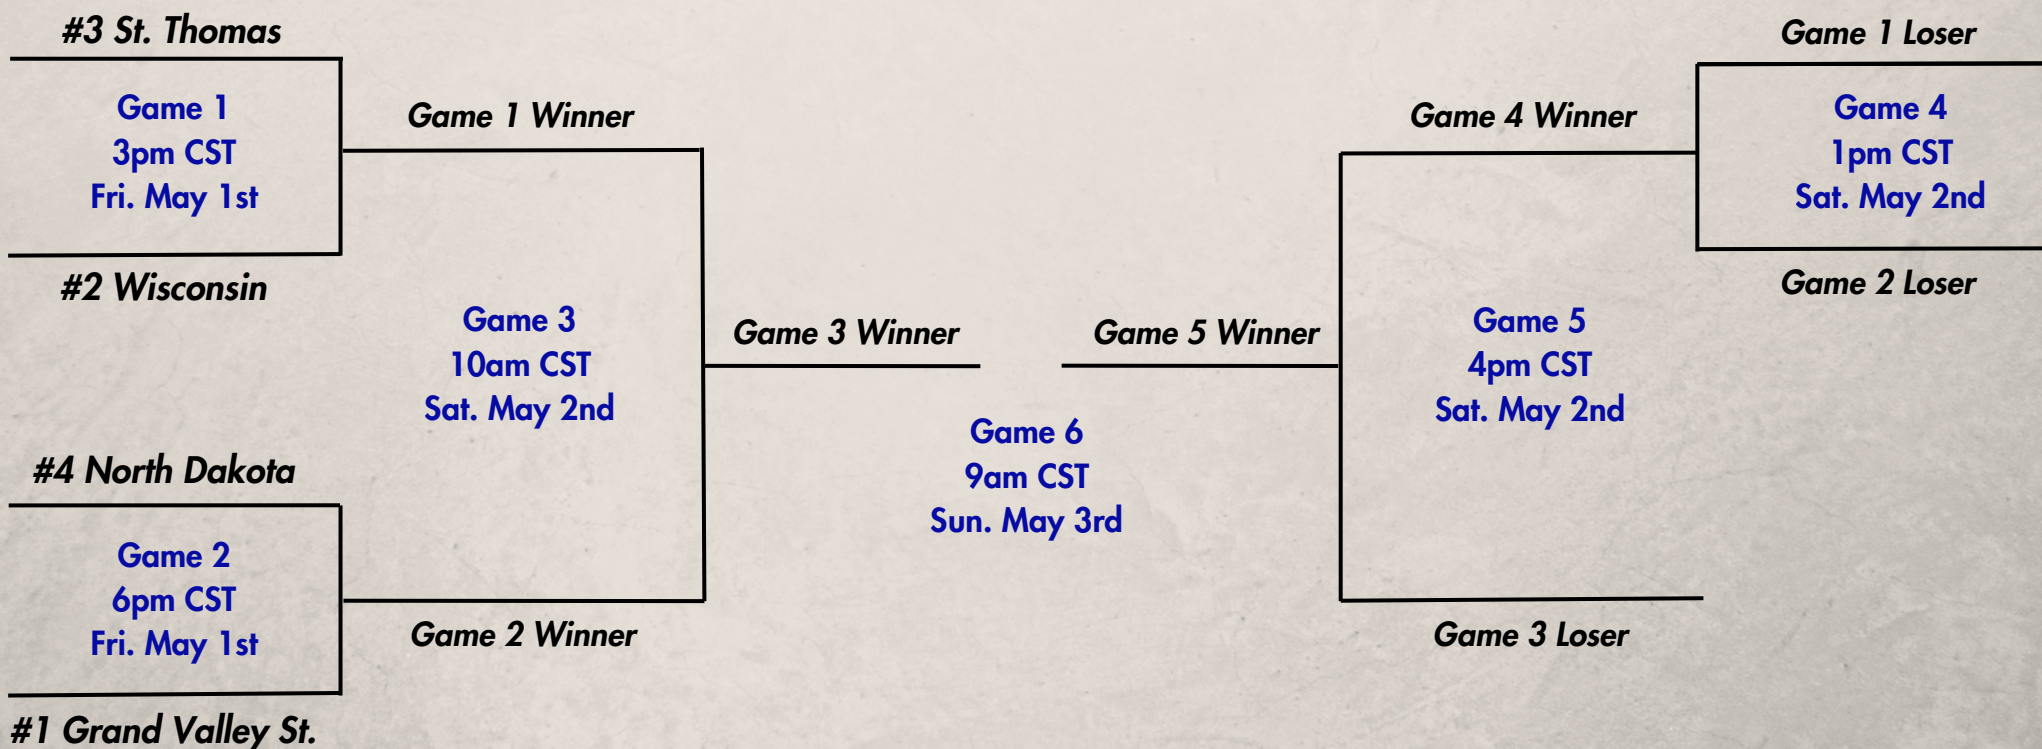 #3 St. Thomas
Game 1
3pm CST
Fri. May 1st
#2 Wisconsin
Game 1 Winner
Game 3
10am CST
Sat. May 2nd
#4 North Dakota
Game 2
6pm CST
Fri. May 1st
#1 Grand Valley St.
Game 2 Winner
Game 3 Winner
Game 6
9am CST
Sun. May 3rd
Game 5 Winner
Game 4 Winner
Game 5
4pm CST
Sat. May 2nd
Game 3 Loser
Game 1 Loser
Game 4
1pm CST
Sat. May 2nd
Game 2 Loser